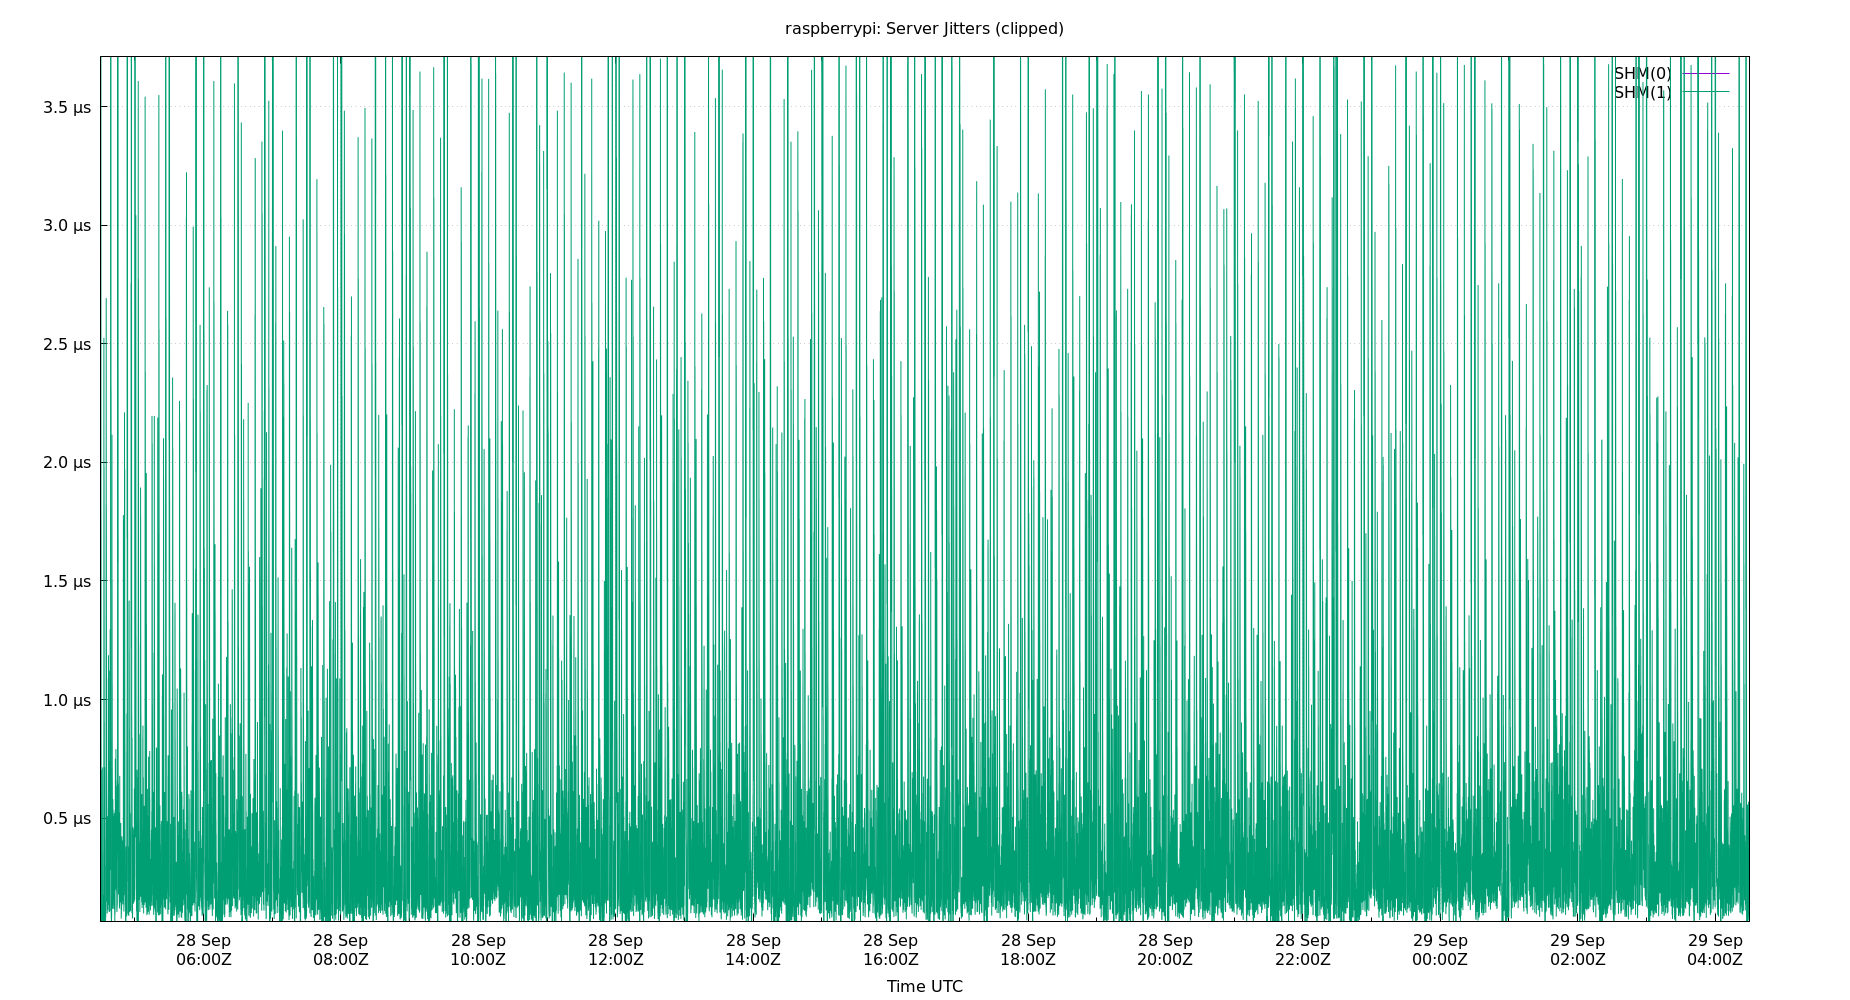 raspberrypi: Server Jitters (clipped)
SHM(0)
SHM(1)
3.5 µs
3.0 µs
2.5 µs
2.0 µs
1.5 µs
1.0 µs
0.5 µs
28 Sep 28 Sep 28 Sep 28 Sep 28 Sep 28 Sep 28 Sep 28 Sep 28 Sep 29 Sep 29 Sep 29 Sep
06:00Z 08:00Z 10:00Z 12:00Z 14:00Z 16:00Z 18:00Z 20:00Z 22:00Z 00:00Z 02:00Z 04:00Z
Time UTC